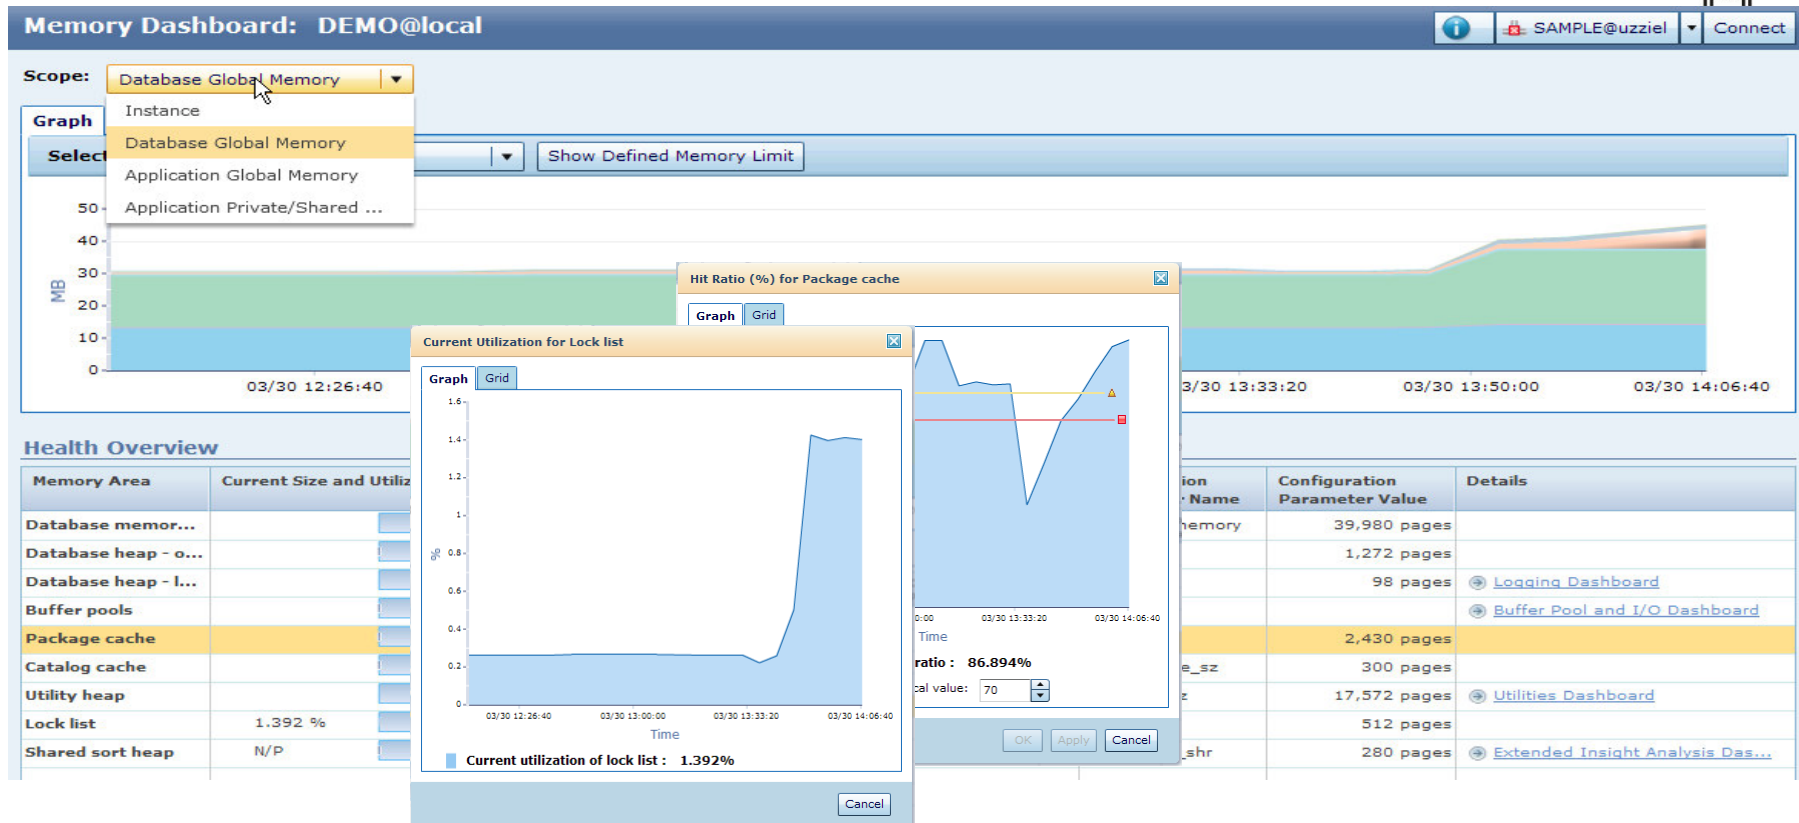 Memory Dashboard: DEMO@local
SAMPLE@uzziel
Connect
Scope:
Database Global Memory
Instance
Database Global Memory
Application Global Memory
Application Private/Shared ...
Graph
Select
Show Defined Memory Limit
50
40
30
20
10
0
MB
03/30 12:26:40
3/30 13:33:20
03/30 13:50:00
03/30 14:06:40
Hit Ratio (%) for Package cache
Graph
Grid
0:00
03/30 13:33:20
03/30 14:06:40
Time
ratio : 86.894%
cal value: 70
OK
Apply
Cancel
Current Utilization for Lock list
Graph
Grid
1.6
1.4
1.2
1
0.8
0.6
0.4
0.2
0
%
03/30 12:26:40
03/30 13:00:00
03/30 13:33:20
03/30 14:06:40
Time
Current utilization of lock list : 1.392%
Cancel
Health Overview
Memory Area
Current Size and Utiliz
ion
Name
Configuration
Parameter Value
Details
Database memor...
memory
39,980 pages
Database heap - o...
1,272 pages
Database heap - l...
98 pages
Logging Dashboard
Buffer pools
Buffer Pool and I/O Dashboard
Package cache
2,430 pages
Catalog cache
e_sz
300 pages
Utility heap
z
17,572 pages
Utilities Dashboard
Lock list
1.392 %
512 pages
Shared sort heap
N/P
_shr
280 pages
Extended Insight Analysis Das...